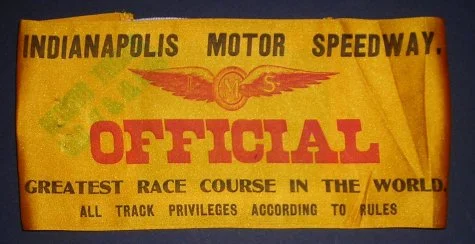 INDIANAPOLIS MOTOR SPEEDWAY.
I M S
OFFICIAL
GREATEST RACE COURSE IN THE WORLD.
ALL TRACK PRIVILEGES ACCORDING TO RULES